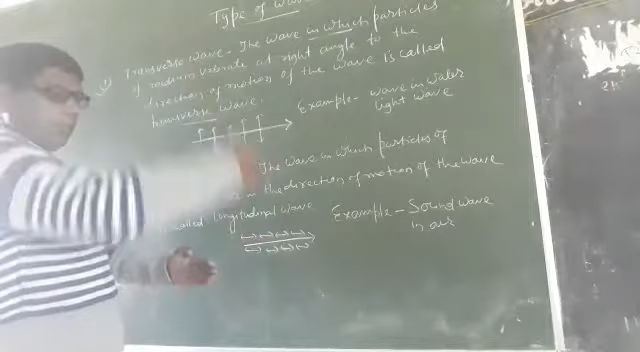 Type of wav
1) Transverse wave - The wave in which particles
of medium vibrate at right angle to the
direction of motion of the wave is called
transverse wave. Example - wave in water
light wave
The wave in which particles of
the direction of motion of the wave
called longitudinal wave Example - Sound wave
in air